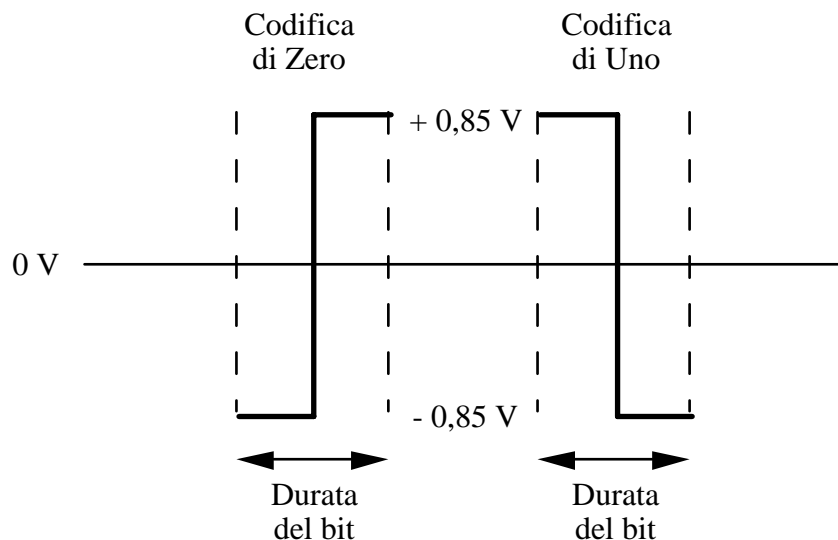 Codifica
di Zero
Codifica
di Uno
+ 0,85 V
0 V
- 0,85 V
Durata
del bit
Durata
del bit